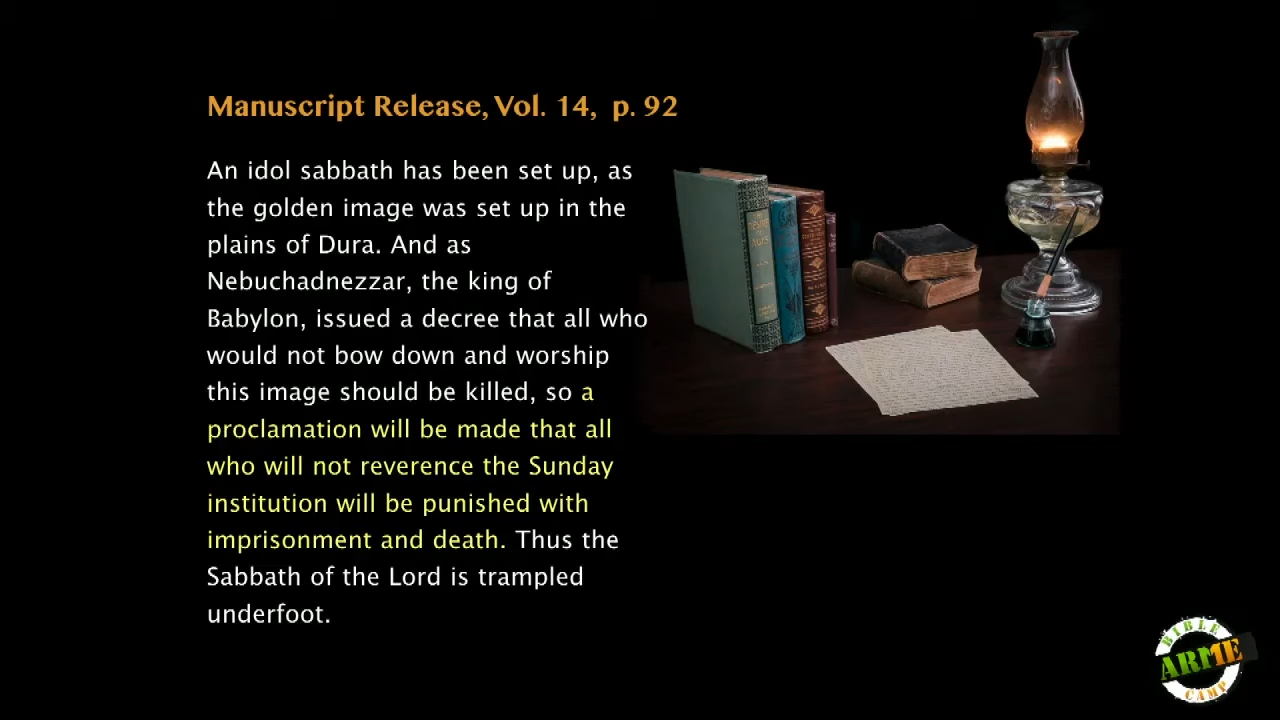 Manuscript Release, Vol. 14, p. 92
An idol sabbath has been set up, as
the golden image was set up in the
plains of Dura. And as
Nebuchadnezzar, the king of
Babylon, issued a decree that all who
would not bow down and worship
this image should be killed, so a
proclamation will be made that all
who will not reverence the Sunday
institution will be punished with
imprisonment and death. Thus the
Sabbath of the Lord is trampled
underfoot.
BIBLE
ARME
CAMP